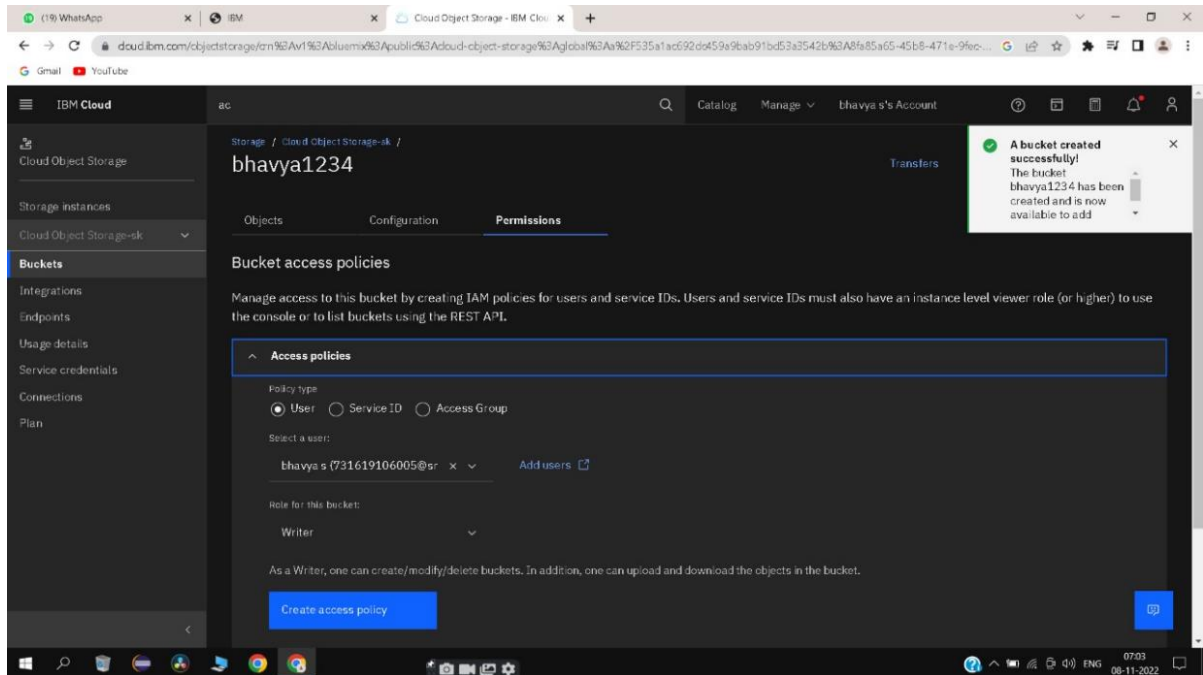 (19) WhatsApp
IBM
Cloud Object Storage - IBM Clou
Gmail
YouTube
IBM Cloud
ac
Catalog
Manage
bhavya s's Account
Cloud Object Storage
Storage instances
Cloud Object Storage-sk
Buckets
Integrations
Endpoints
Usage details
Service credentials
Connections
Plan
Storage / Cloud Object Storage-sk /
bhavya1234
Transfers
A bucket created
successfully!
The bucket
bhavya1234 has been
created and is now
available to add
Objects
Configuration
Permissions
Bucket access policies
Manage access to this bucket by creating IAM policies for users and service IDs. Users and service IDs must also have an instance level viewer role (or higher) to use
the console or to list buckets using the REST API.
Access policies
Policy type
User
Service ID
Access Group
Select a user:
bhavya s (731619106005@sr
Add users
Role for this bucket:
Writer
As a Writer, one can create/modify/delete buckets. In addition, one can upload and download the objects in the bucket.
Create access policy
ENG
07:03
08-11-2022